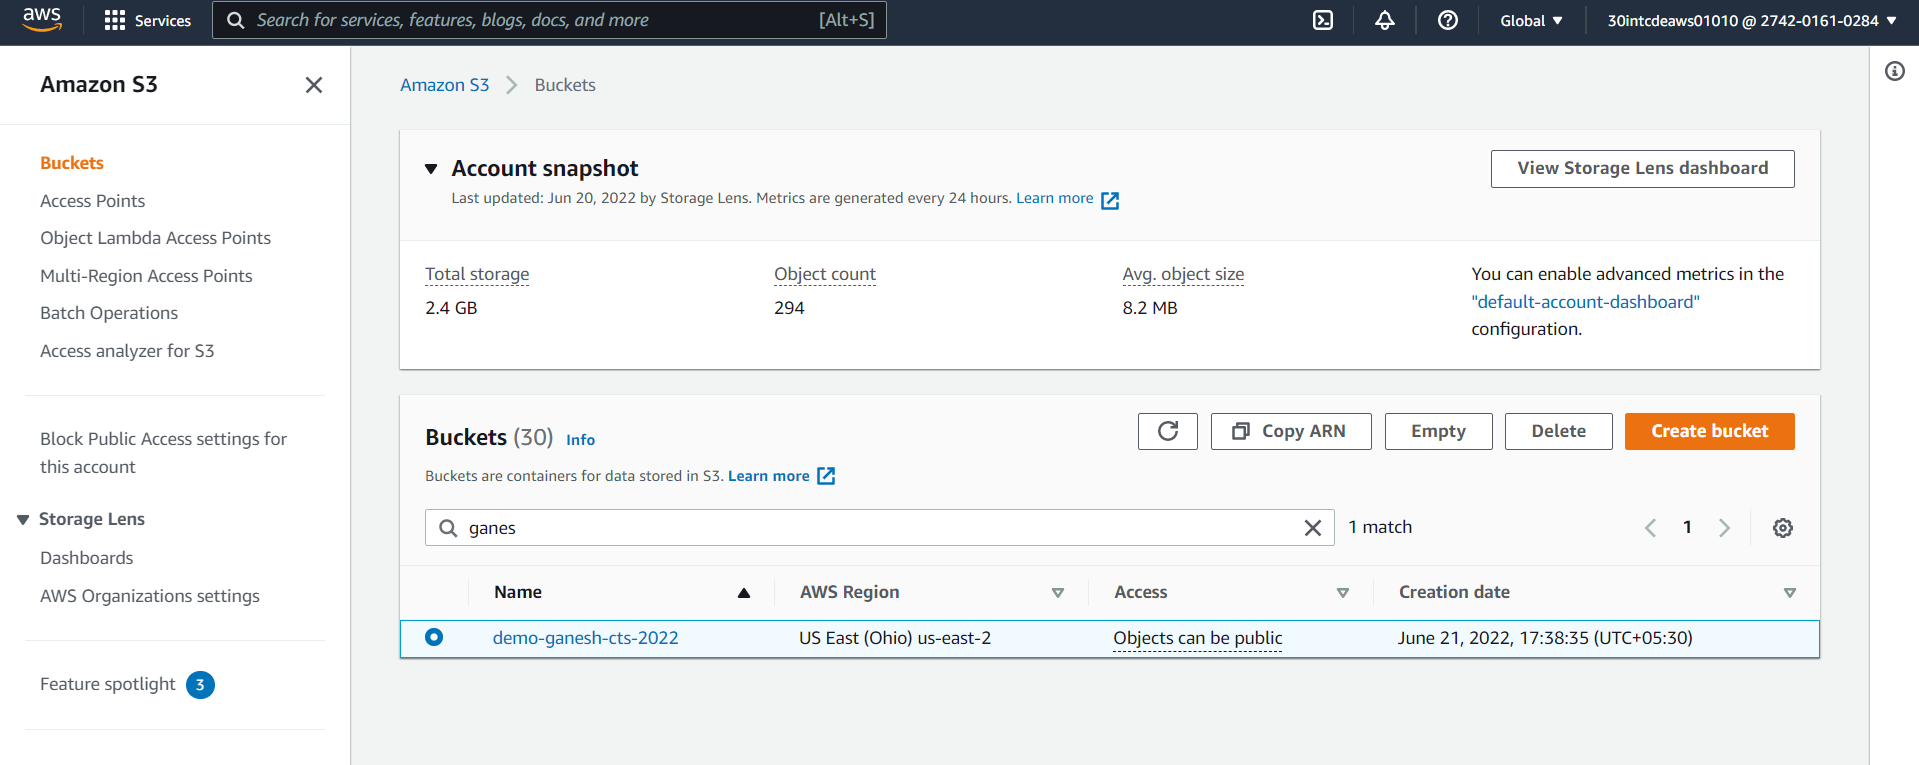 aws
Services
Search for services, features, blogs, docs, and more [Alt+S]
Global
30intcdeaws01010 @ 2742-0161-0284
Amazon S3
Buckets
Access Points
Object Lambda Access Points
Multi-Region Access Points
Batch Operations
Access analyzer for S3
Block Public Access settings for
this account
Storage Lens
Dashboards
AWS Organizations settings
Feature spotlight 3
Amazon S3 Buckets
Account snapshot
View Storage Lens dashboard
Last updated: Jun 20, 2022 by Storage Lens. Metrics are generated every 24 hours. Learn more
Total storage
2.4 GB
Object count
294
Avg. object size
8.2 MB
You can enable advanced metrics in the
"default-account-dashboard"
configuration.
Buckets (30) Info
Copy ARN
Empty
Delete
Create bucket
Buckets are containers for data stored in S3. Learn more
ganes
1 match
1
Name AWS Region Access Creation date
demo-ganesh-cts-2022 US East (Ohio) us-east-2 Objects can be public June 21, 2022, 17:38:35 (UTC+05:30)